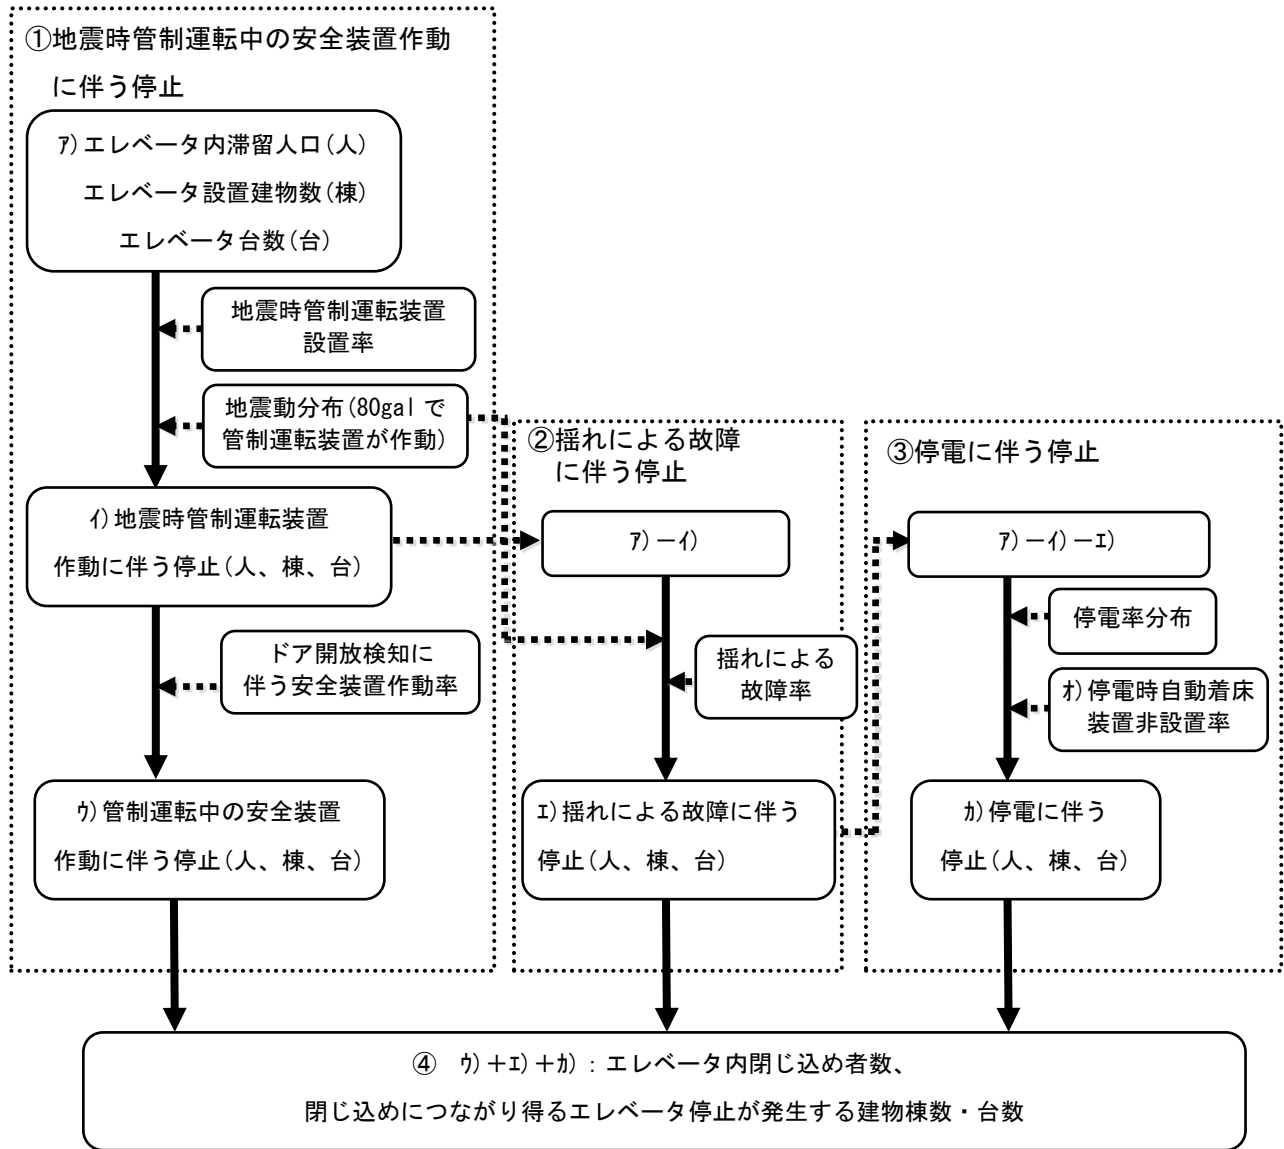 ①地震時管制運転中の安全装置作動
に伴う停止
ｱ)エレベータ内滞留人口(人)
エレベータ設置建物数(棟)
エレベータ台数(台)
地震時管制運転装置
設置率
地震動分布(80galで
管制運転装置が作動)
ｲ)地震時管制運転装置
作動に伴う停止(人、棟、台)
ドア開放検知に
伴う安全装置作動率
ｳ)管制運転中の安全装置
作動に伴う停止(人、棟、台)
②揺れによる故障
に伴う停止
ｱ)－ｲ)
揺れによる
故障率
ｴ)揺れによる故障に伴う
停止(人、棟、台)
③停電に伴う停止
ｱ)－ｲ)－ｴ)
停電率分布
ｵ)停電時自動着床
装置非設置率
ｶ)停電に伴う
停止(人、棟、台)
④　ｳ)＋ｴ)＋ｶ)：エレベータ内閉じ込め者数、
閉じ込めにつながり得るエレベータ停止が発生する建物棟数・台数